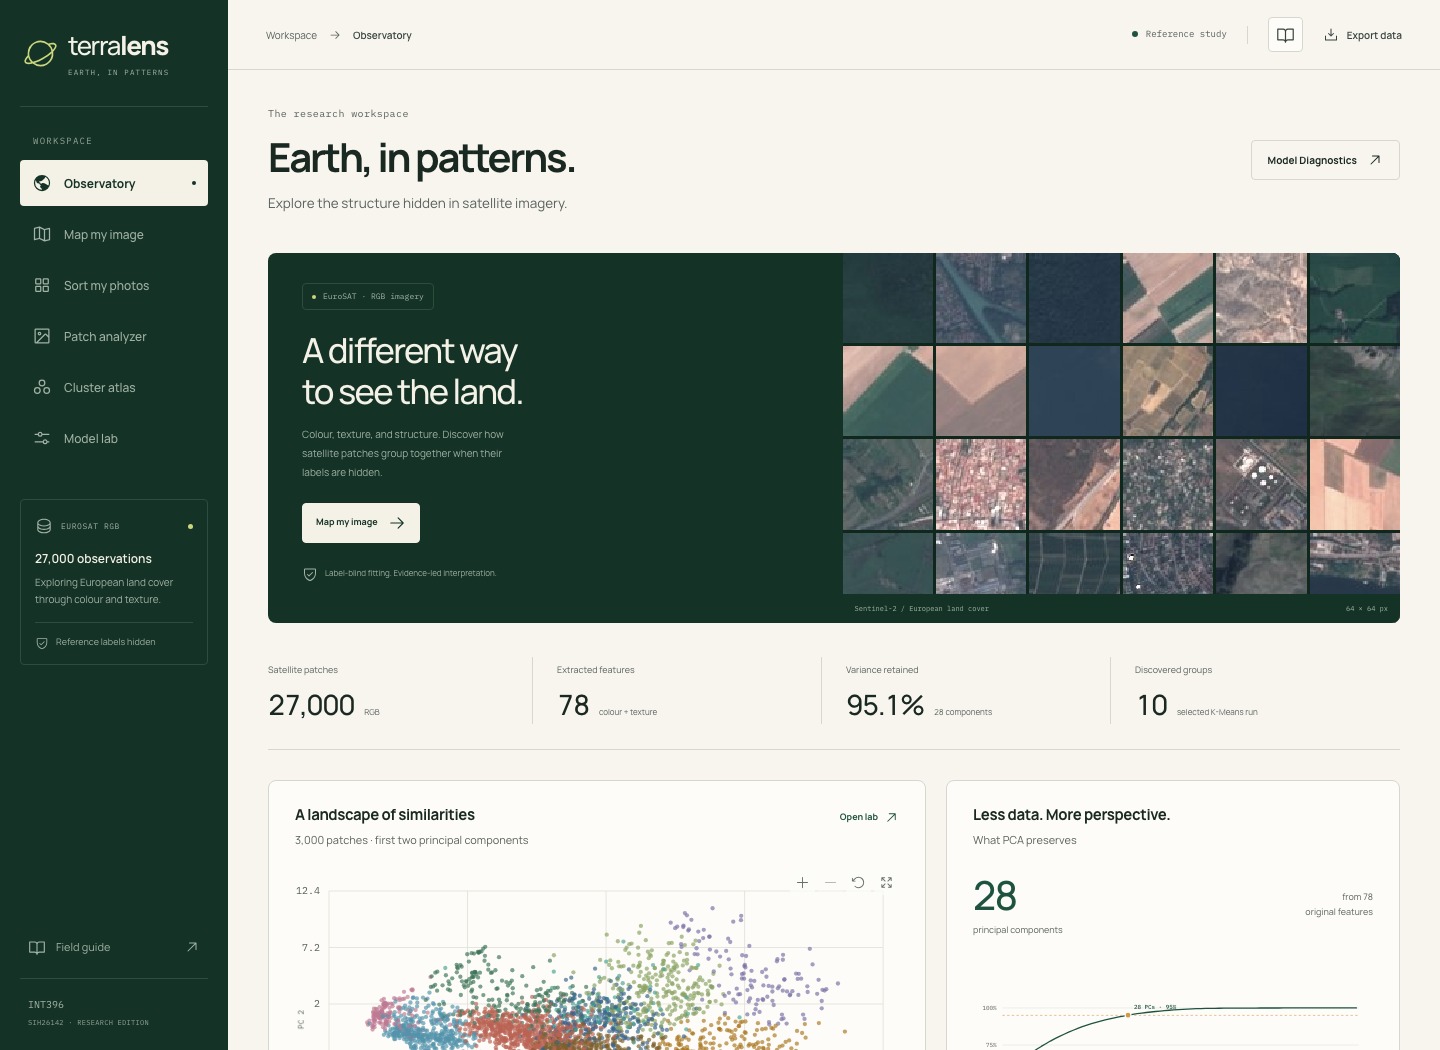 terralens
EARTH, IN PATTERNS
WORKSPACE
Observatory
Map my image
Sort my photos
Patch analyzer
Cluster atlas
Model lab
EUROSAT RGB
27,000 observations
Exploring European land cover
through colour and texture.
Reference labels hidden
Field guide
INT396
SIH26142 · RESEARCH EDITION
Workspace → Observatory
Reference study
Export data
The research workspace
Earth, in patterns.
Explore the structure hidden in satellite imagery.
Model Diagnostics
EuroSAT · RGB imagery
A different way
to see the land.
Colour, texture, and structure. Discover how
satellite patches group together when their
labels are hidden.
Map my image
Label-blind fitting. Evidence-led interpretation.
Sentinel-2 / European land cover
64 × 64 px
Satellite patches
27,000 RGB
Extracted features
78 colour + texture
Variance retained
95.1% 28 components
Discovered groups
10 selected K-Means run
A landscape of similarities
Open lab
3,000 patches · first two principal components
12.4
7.2
2
PC 2
Less data. More perspective.
What PCA preserves
28
principal components
from 78
original features
28 PCs · 95%
100%
75%